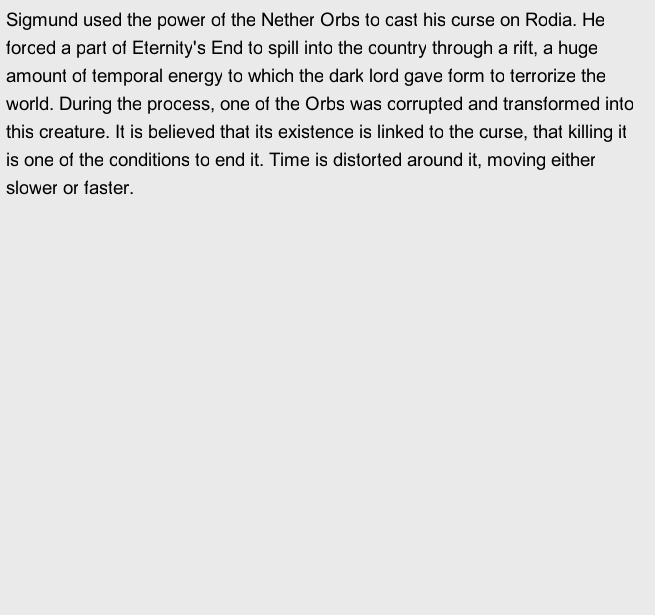 Sigmund used the power of the Nether Orbs to cast his curse on Rodia. He
forced a part of Eternity's End to spill into the country through a rift, a huge
amount of temporal energy to which the dark lord gave form to terrorize the
world. During the process, one of the Orbs was corrupted and transformed into
this creature. It is believed that its existence is linked to the curse, that killing it
is one of the conditions to end it. Time is distorted around it, moving either
slower or faster.